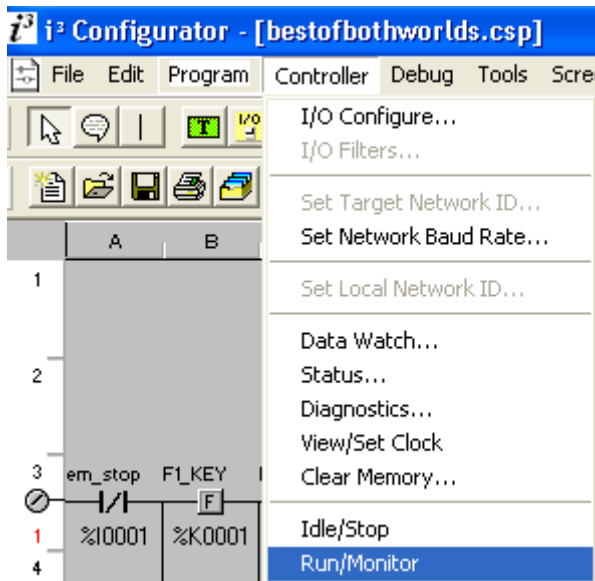 i³ i³ Configurator - [bestofbothworlds.csp]
File Edit Program Controller Debug Tools Scre
T I/O
I/O Configure...
I/O Filters...
Set Target Network ID...
Set Network Baud Rate...
Set Local Network ID...
Data Watch...
Status...
Diagnostics...
View/Set Clock
Clear Memory...
Idle/Stop
Run/Monitor
A B
1
2
3 em_stop F1_KEY
F
1 %I0001 %K0001
4